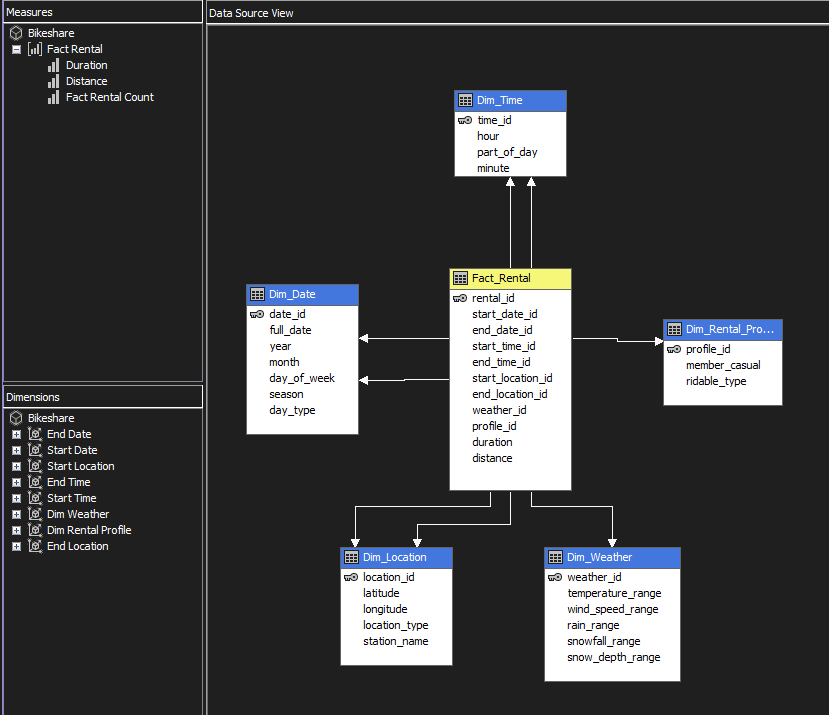 Measures
Bikeshare
Fact Rental
Duration
Distance
Fact Rental Count
Dimensions
Bikeshare
End Date
Start Date
Start Location
End Time
Start Time
Dim Weather
Dim Rental Profile
End Location
Data Source View
Dim_Time
time_id
hour
part_of_day
minute
Dim_Date
date_id
full_date
year
month
day_of_week
season
day_type
Fact_Rental
rental_id
start_date_id
end_date_id
start_time_id
end_time_id
start_location_id
end_location_id
weather_id
profile_id
duration
distance
Dim_Rental_Pro...
profile_id
member_casual
ridable_type
Dim_Location
location_id
latitude
longitude
location_type
station_name
Dim_Weather
weather_id
temperature_range
wind_speed_range
rain_range
snowfall_range
snow_depth_range